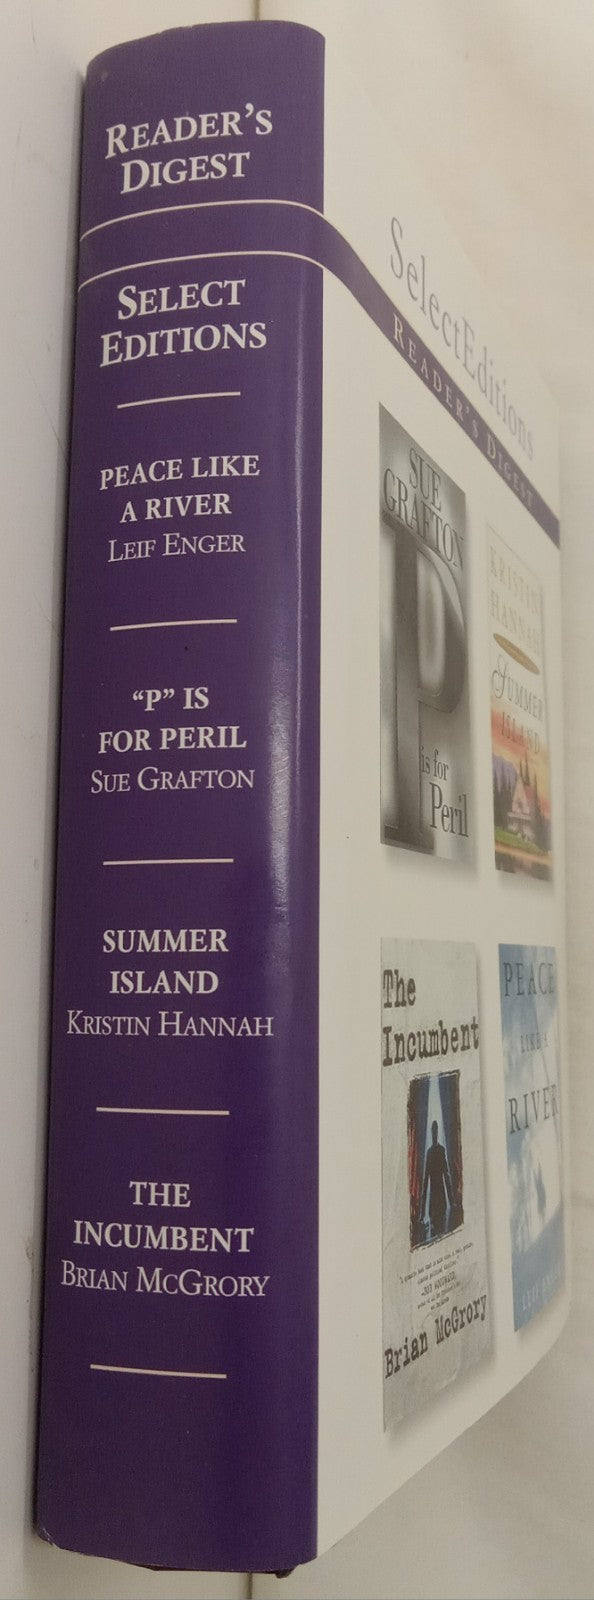 READER'S
DIGEST
SELECT
EDITIONS
PEACE LIKE
A RIVER
LEIF ENGER
"P" IS
FOR PERIL
SUE GRAFTON
SUMMER
ISLAND
KRISTIN HANNAH
THE
INCUMBENT
BRIAN MCGRORY
SelectEditions
READER'S DIGEST
SUE
GRAFTON
P
is for
Peril
KRISTIN
HANNAH
SUMMER
ISLAND
The
Incumbent
Brian McGrory
PEACE
LIKE A
RIVER
LEIF